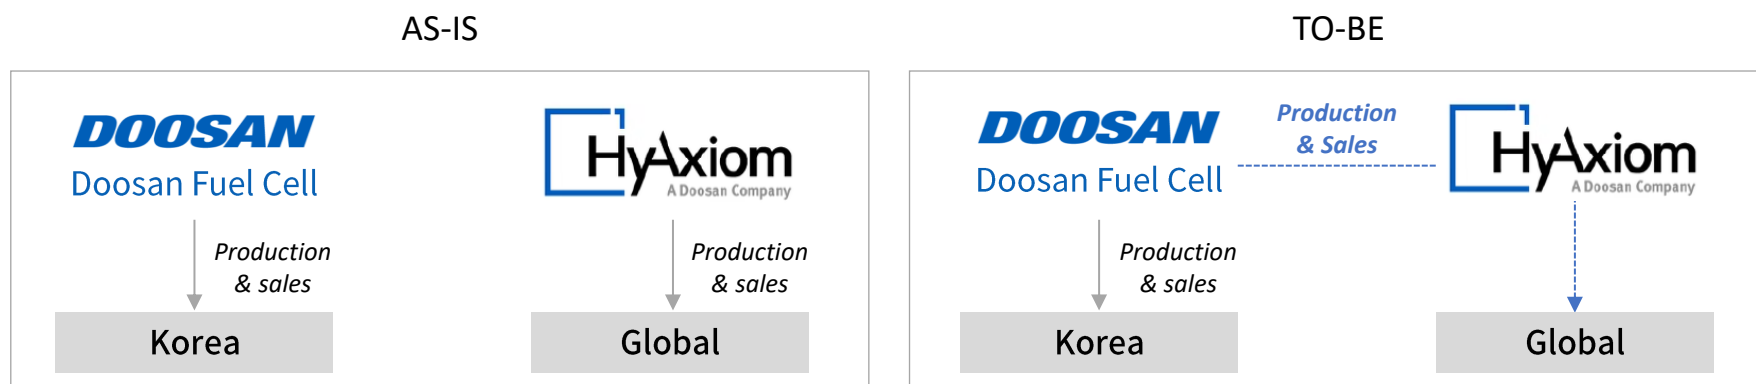 AS-IS
DOOSAN
Doosan Fuel Cell
HyAxiom
A Doosan Company
Production
& sales
Production
& sales
Korea
Global
TO-BE
DOOSAN
Doosan Fuel Cell
Production
& Sales
HyAxiom
A Doosan Company
Production
& sales
Korea
Global